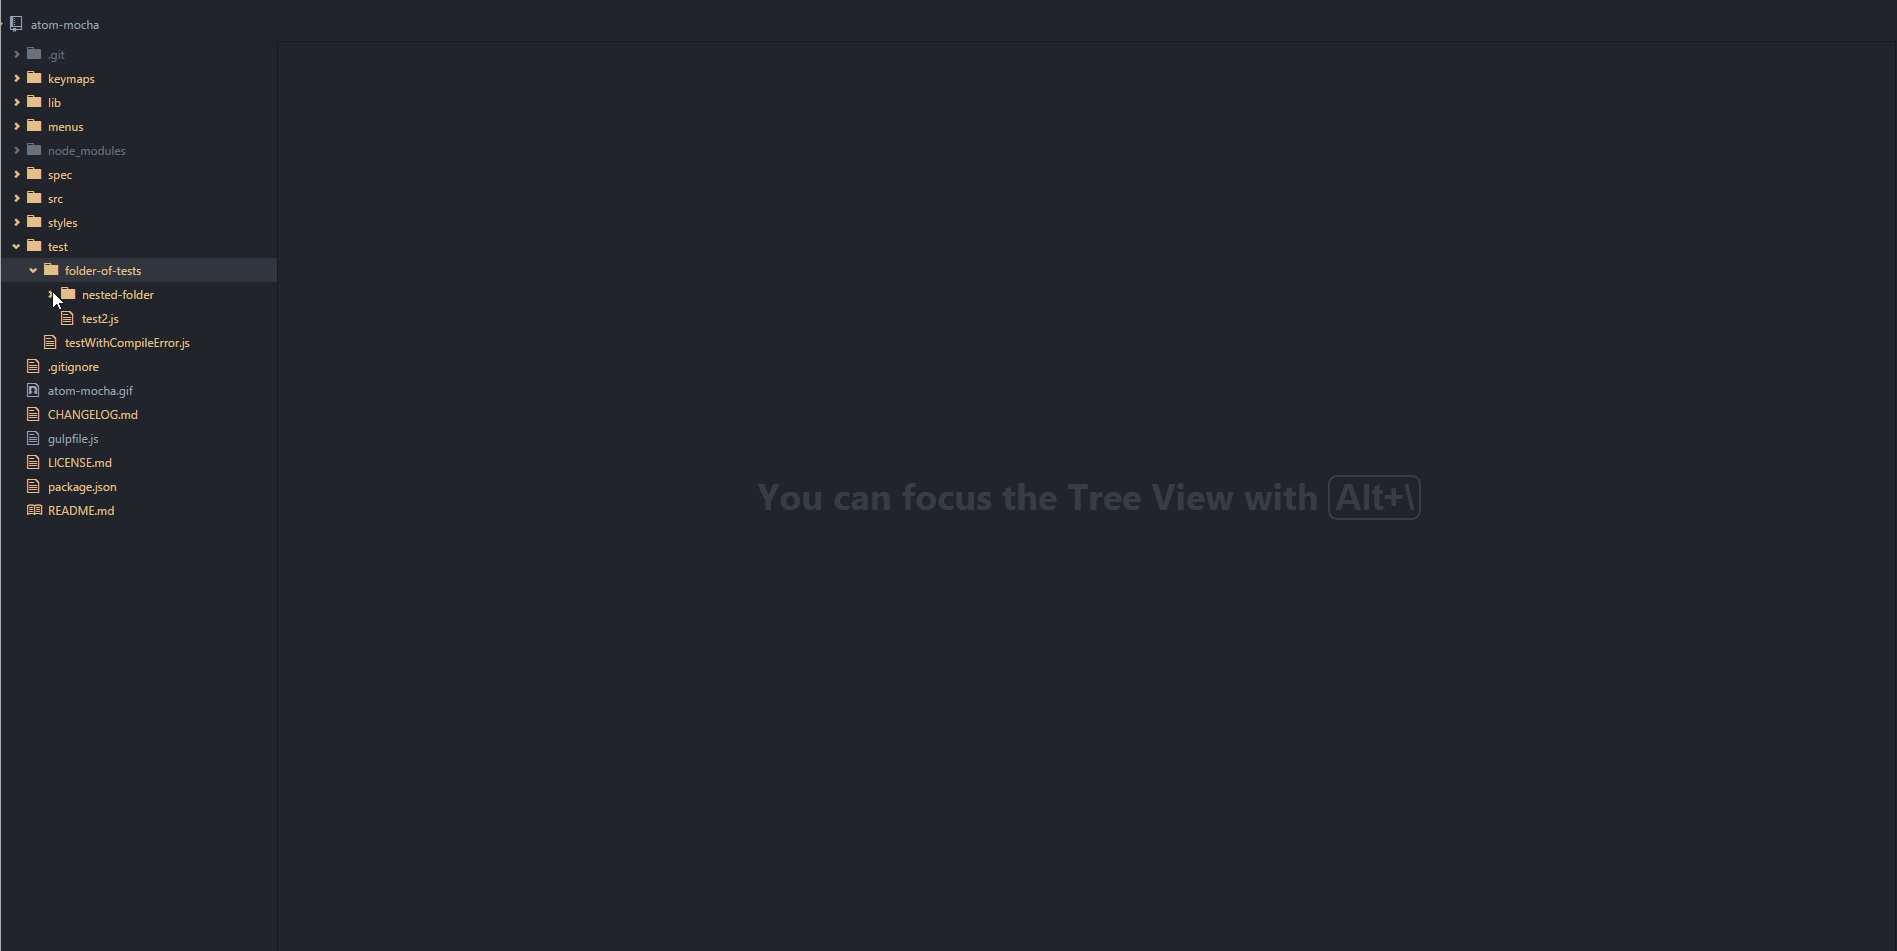 atom-mocha
.git
keymaps
lib
menus
node_modules
spec
src
styles
test
folder-of-tests
nested-folder
test2.js
testWithCompileError.js
.gitignore
atom-mocha.gif
CHANGELOG.md
gulpfile.js
LICENSE.md
package.json
README.md
You can focus the Tree View with Alt+\